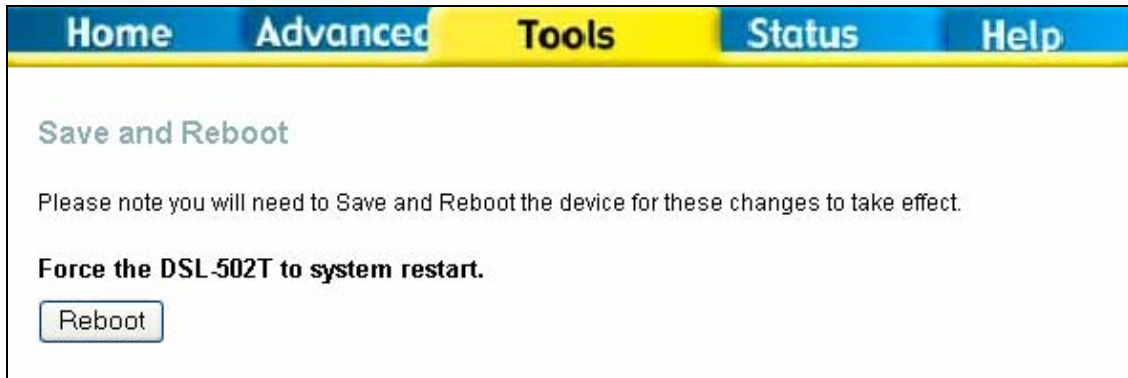 Home Advanced Tools Status Help
Save and Reboot
Please note you will need to Save and Reboot the device for these changes to take effect.
Force the DSL-502T to system restart.
Reboot